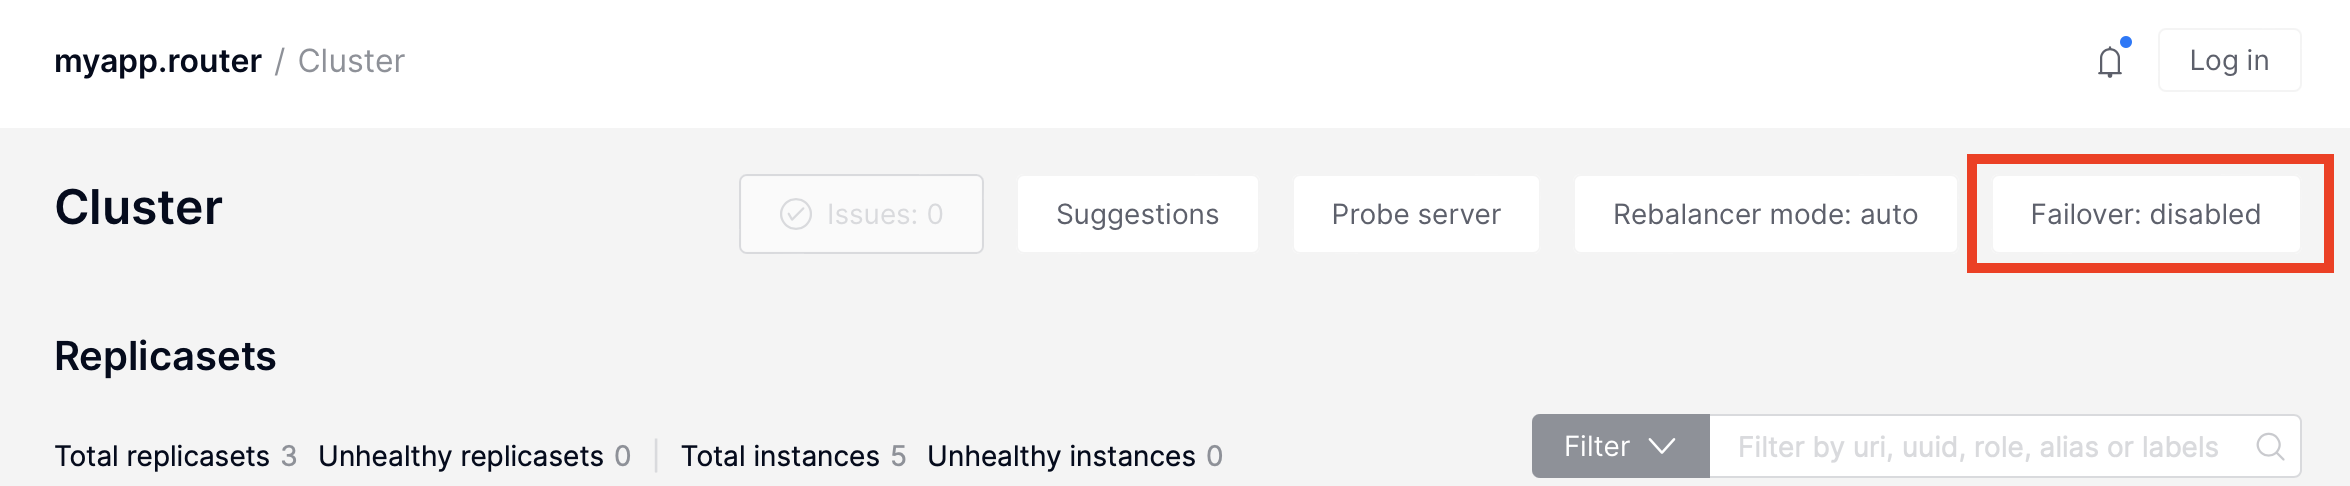 myapp.router / Cluster
Log in
Cluster
Issues: 0
Suggestions
Probe server
Rebalancer mode: auto
Failover: disabled
Replicasets
Total replicasets 3 Unhealthy replicasets 0 | Total instances 5 Unhealthy instances 0
Filter
Filter by uri, uuid, role, alias or labels